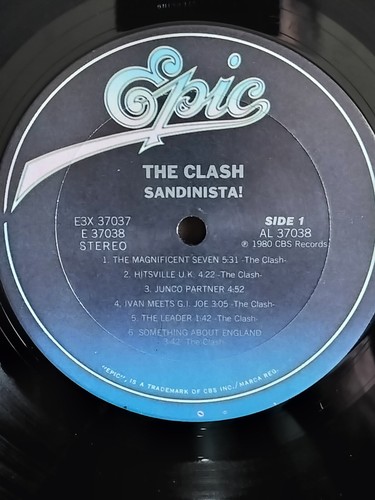 Epic
THE CLASH
SANDINISTA!
E3X 37037
E 37038
STEREO
SIDE 1
AL 37038
℗ 1980 CBS Records
1. THE MAGNIFICENT SEVEN 5:31 -The Clash-
2. HITSVILLE U.K. 4:22 -The Clash-
3. JUNCO PARTNER 4:52
4. IVAN MEETS G.I. JOE 3:05 -The Clash-
5. THE LEADER 1:42 -The Clash-
6. SOMETHING ABOUT ENGLAND
3:42 -The Clash-
"EPIC", IS A TRADEMARK OF CBS INC./MARCA REG.